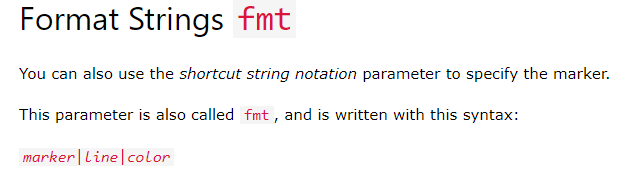 Format Strings fmt
You can also use the shortcut string notation parameter to specify the marker.
This parameter is also called fmt, and is written with this syntax:
marker|line|color